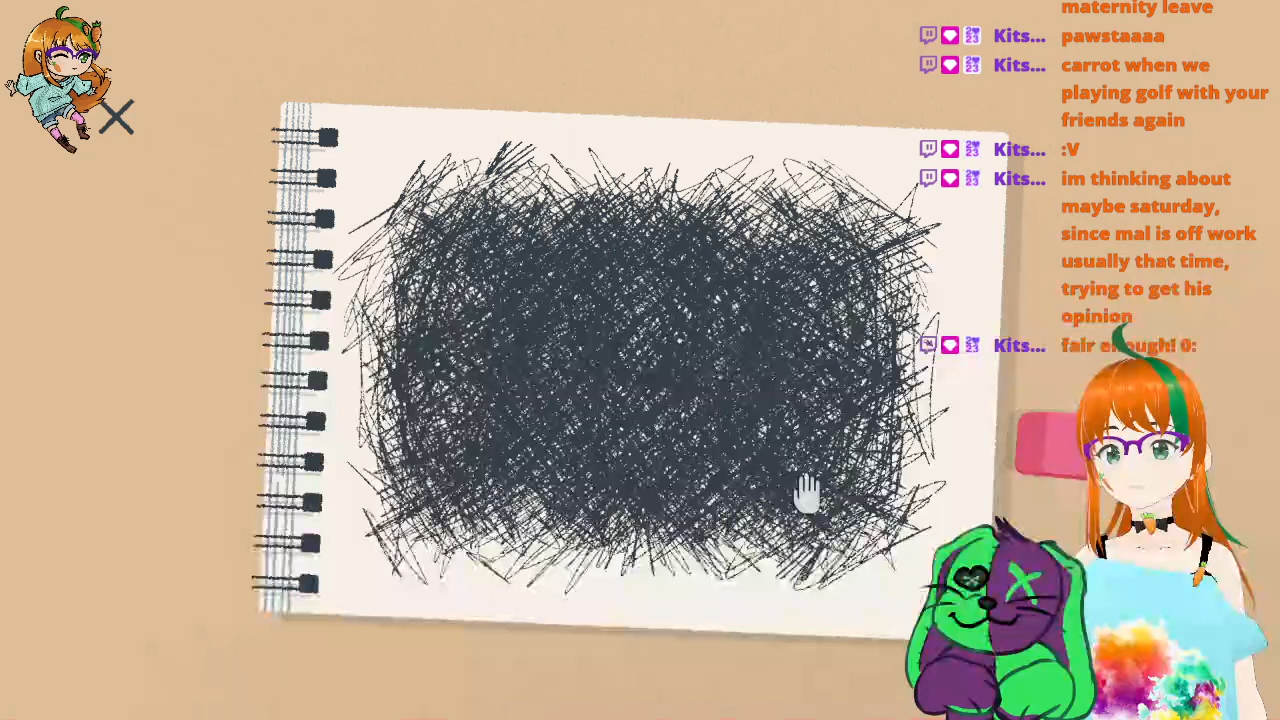 maternity leave
Kits... pawstaaaa
Kits... carrot when we
playing golf with your
friends again
Kits... :V
Kits... im thinking about
maybe saturday,
since mal is off work
usually that time,
trying to get his
opinion
Kits... fair enough! 0: